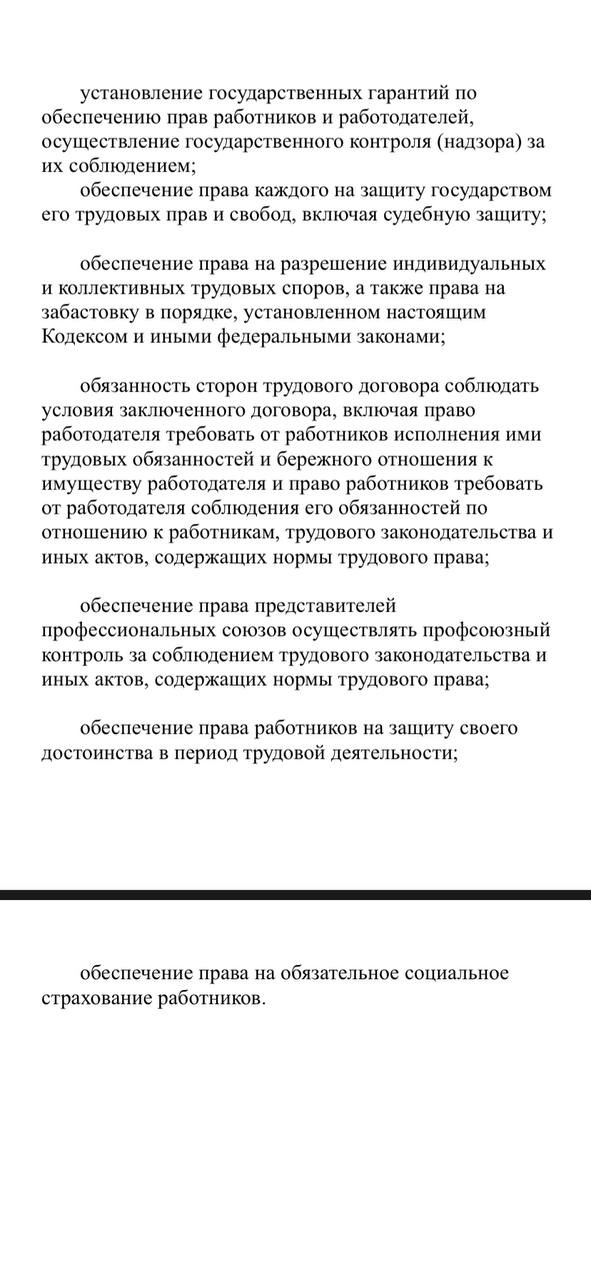 установление государственных гарантий по
обеспечению прав работников и работодателей,
осуществление государственного контроля (надзора) за
их соблюдением;
обеспечение права каждого на защиту государством
его трудовых прав и свобод, включая судебную защиту;
обеспечение права на разрешение индивидуальных
и коллективных трудовых споров, а также права на
забастовку в порядке, установленном настоящим
Кодексом и иными федеральными законами;
обязанность сторон трудового договора соблюдать
условия заключенного договора, включая право
работодателя требовать от работников исполнения ими
трудовых обязанностей и бережного отношения к
имуществу работодателя и право работников требовать
от работодателя соблюдения его обязанностей по
отношению к работникам, трудового законодательства и
иных актов, содержащих нормы трудового права;
обеспечение права представителей
профессиональных союзов осуществлять профсоюзный
контроль за соблюдением трудового законодательства и
иных актов, содержащих нормы трудового права;
обеспечение права работников на защиту своего
достоинства в период трудовой деятельности;
обеспечение права на обязательное социальное
страхование работников.